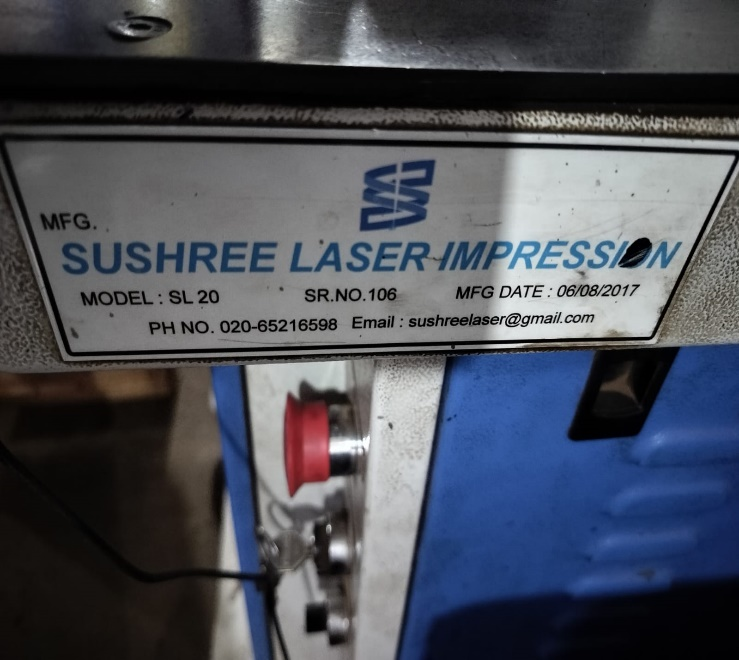 MFG.
SUSHREE LASER IMPRESSION
MODEL : SL 20 SR.NO.106 MFG DATE : 06/08/2017
PH NO. 020-65216598 Email : sushreelaser@gmail.com